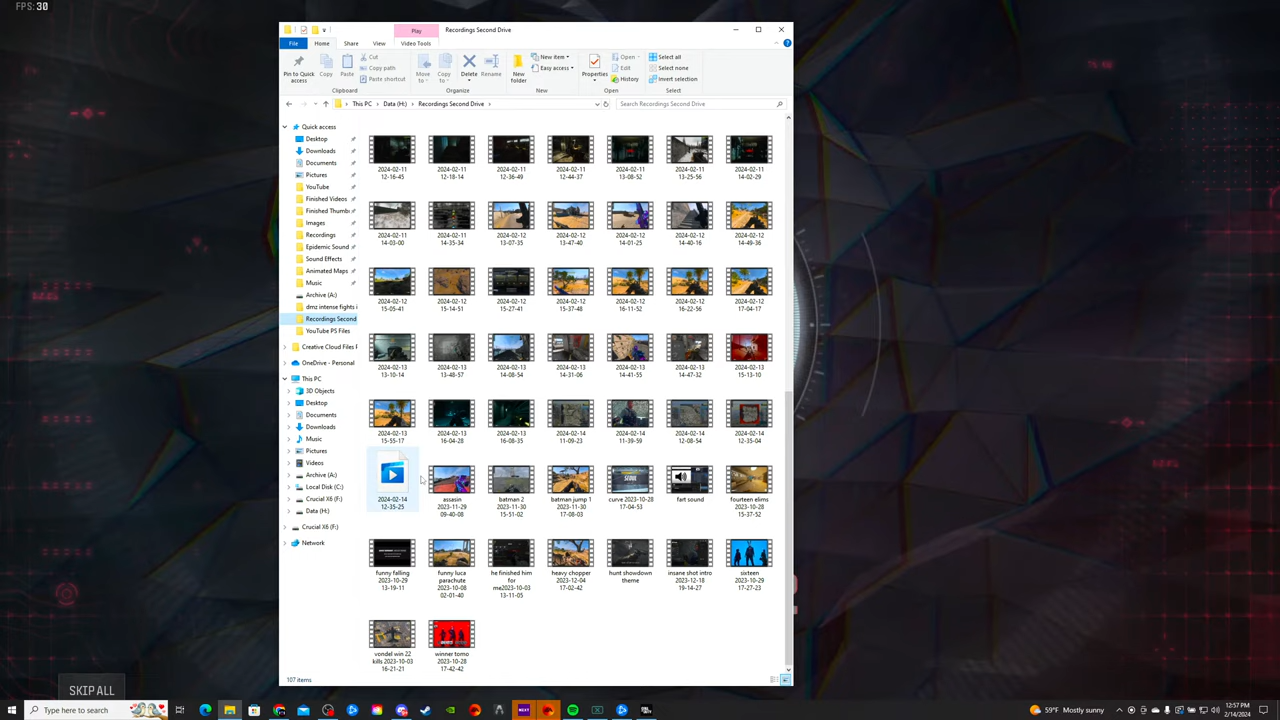 FPS: 30
Play
Recordings Second Drive
File
Home
Share
View
Video Tools
Pin to Quick
access
Copy
Paste
Cut
Copy path
Paste shortcut
Clipboard
Move
to
Copy
to
Delete
Rename
Organize
New
folder
New item
Easy access
New
Properties
Open
Edit
History
Open
Select all
Select none
Invert selection
Select
This PC
Data (H:)
Recordings Second Drive
Search Recordings Second Drive
Quick access
Desktop
Downloads
Documents
Pictures
YouTube
Finished Videos
Finished Thumb
Images
Recordings
Epidemic Sound
Sound Effects
Animated Maps
Music
Archive (A:)
dmz intense fights i
Recordings Second
YouTube PS Files
Creative Cloud Files F
OneDrive - Personal
This PC
3D Objects
Desktop
Documents
Downloads
Music
Pictures
Videos
Archive (A:)
Local Disk (C:)
Crucial X6 (F:)
Data (H:)
Crucial X6 (F:)
Network
2024-02-11 2024-02-11 2024-02-11 2024-02-11 2024-02-11 2024-02-11 2024-02-11
12-16-45 12-18-14 12-36-49 12-44-37 13-08-52 13-25-56 14-02-29
2024-02-11 2024-02-11 2024-02-12 2024-02-12 2024-02-12 2024-02-12 2024-02-12
14-03-00 14-35-34 13-07-35 13-47-40 14-01-25 14-40-16 14-49-36
2024-02-12 2024-02-12 2024-02-12 2024-02-12 2024-02-12 2024-02-12 2024-02-12
15-05-41 15-14-51 15-27-41 15-37-48 16-11-52 16-22-56 17-04-17
2024-02-13 2024-02-13 2024-02-13 2024-02-13 2024-02-13 2024-02-13 2024-02-13
13-10-14 13-48-57 14-08-54 14-31-06 14-41-55 14-47-32 15-13-10
2024-02-13 2024-02-13 2024-02-13 2024-02-14 2024-02-14 2024-02-14 2024-02-14
15-55-17 16-04-28 16-08-35 11-09-23 11-39-59 12-08-54 12-35-04
SEOUL
2024-02-14 assasin batman 2 batman jump 1 curve 2023-10-28 fart sound fourteen elims
12-35-25 2023-11-29 2023-11-30 2023-11-30 17-04-53 2023-10-28
09-40-08 15-51-02 17-08-03 15-37-52
funny falling funny luca he finished him heavy chopper hunt showdown insane shot intro sixteen
2023-10-29 parachute for 2023-12-04 theme 2023-12-18 2023-10-29
13-19-11 2023-10-08 me2023-10-03 17-02-42 19-14-27 17-27-23
02-01-40 13-11-05
vondel win 22 winner tomo
kills 2023-10-03 2023-10-28
16-21-21 17-42-42
107 items
SKIP ALL
Type here to search
NEXT
59°F Mostly sunny
12:57 PM
2/14/2024